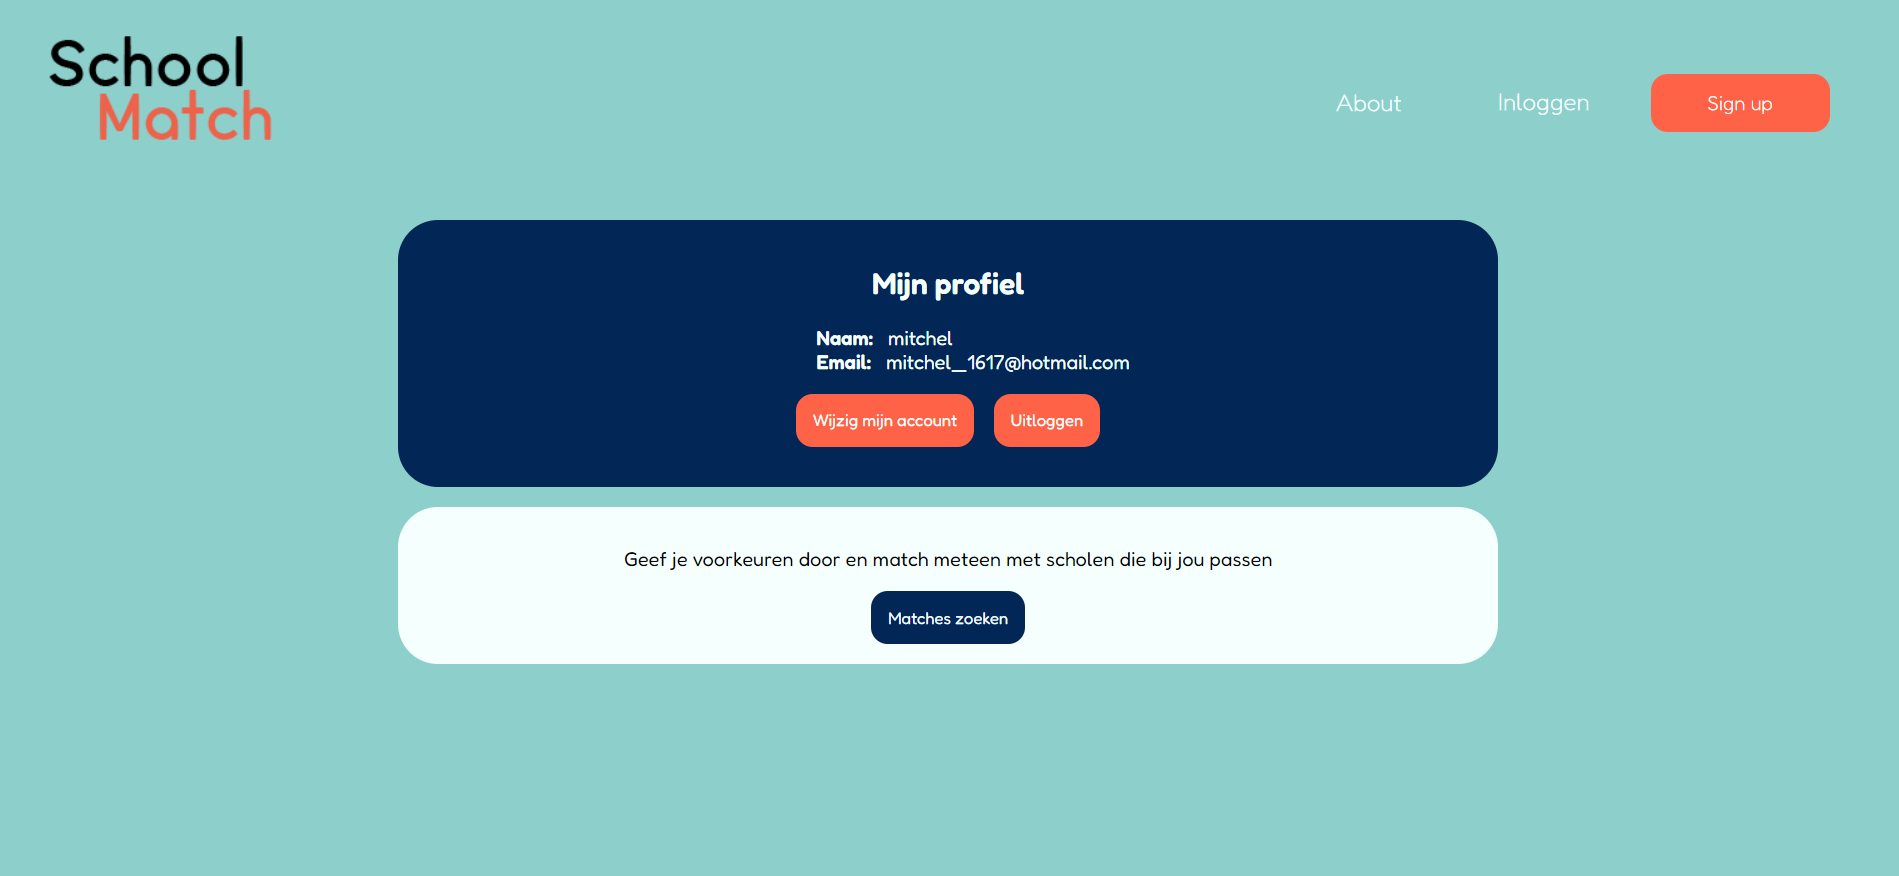 School
Match
About
Inloggen
Sign up
Mijn profiel
Naam: mitchel
Email: mitchel_1617@hotmail.com
Wijzig mijn account
Uitloggen
Geef je voorkeuren door en match meteen met scholen die bij jou passen
Matches zoeken